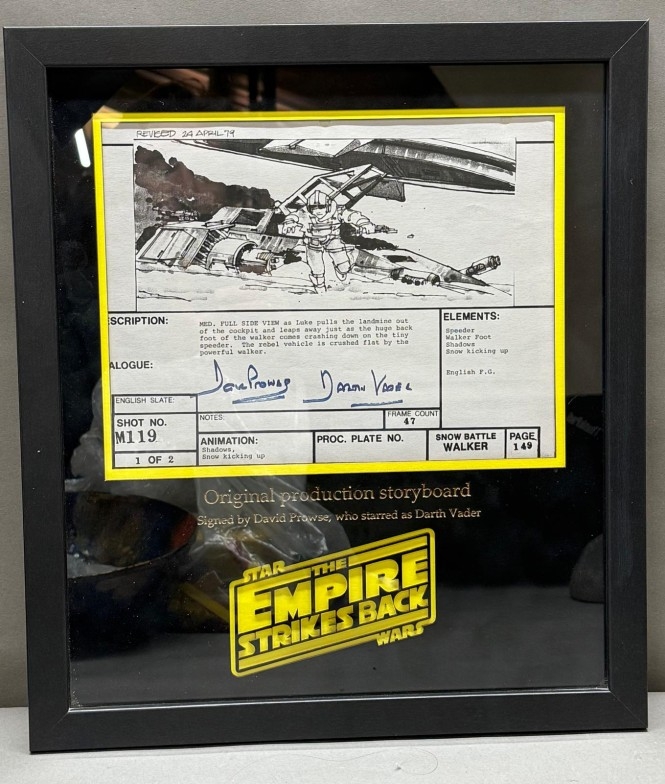 REVISED 24 APRIL '79
SCRIPTION:
MED. FULL SIDE VIEW as Luke pulls the landmine out
of the cockpit and leaps away just as the huge back
foot of the walker comes crashing down on the tiny
speeder. The rebel vehicle is crushed flat by the
powerful walker.
ELEMENTS:
Speeder
Walker Foot
Shadows
Snow kicking up
English F.G.
ALOGUE:
Dave Prowse DARTH VADER
ENGLISH SLATE:
NOTES:
FRAME COUNT
47
SHOT NO.
M119
1 OF 2
ANIMATION:
Shadows,
Snow kicking up
PROC. PLATE NO.
SNOW BATTLE
WALKER
PAGE
149
Original production storyboard
Signed by David Prowse, who starred as Darth Vader
STAR THE
EMPIRE
STRIKES BACK
WARS